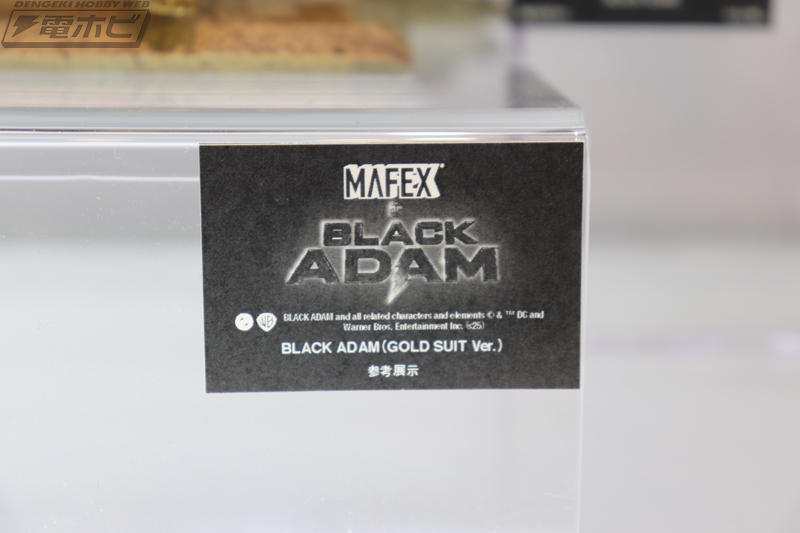 DENGEKI HOBBY WEB
電ホビ
MAFEX
BLACK
ADAM
BLACK ADAM and all related characters and elements © & ™ DC and
Warner Bros. Entertainment Inc. (s25)
BLACK ADAM(GOLD SUIT Ver.)
参考展示